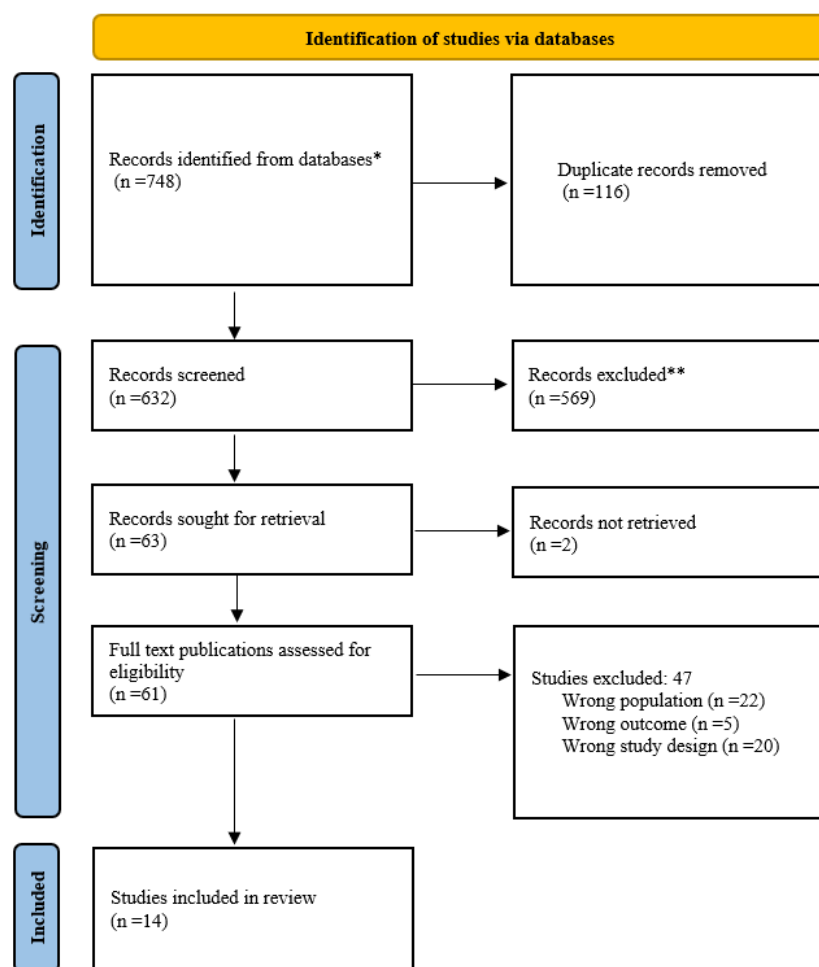 Identification of studies via databases
Identification
Records identified from databases*
(n =748)
Duplicate records removed
(n =116)
Screening
Records screened
(n =632)
Records excluded**
(n =569)
Records sought for retrieval
(n =63)
Records not retrieved
(n =2)
Full text publications assessed for
eligibility
(n =61)
Studies excluded: 47
Wrong population (n =22)
Wrong outcome (n =5)
Wrong study design (n =20)
Included
Studies included in review
(n =14)